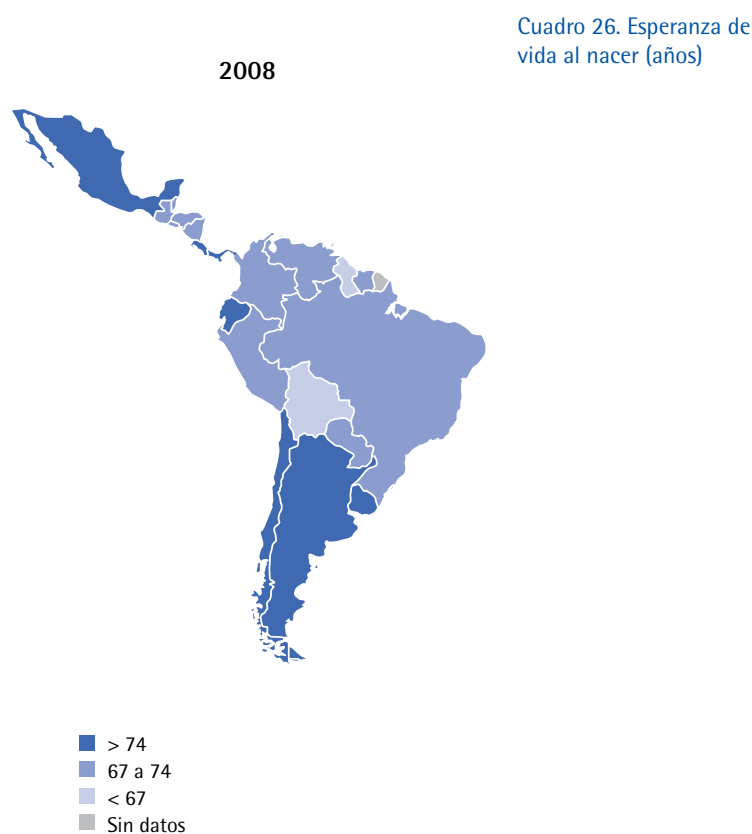 Cuadro 26. Esperanza de
vida al nacer (años)
2008
> 74
67 a 74
< 67
Sin datos